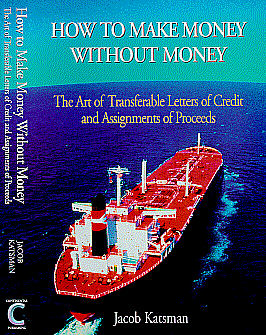 HOW TO MAKE MONEY
WITHOUT MONEY
The Art of Transferable Letters of Credit
and Assignments of Proceeds
Jacob Katsman
How to Make Money Without Money
The Art of Transferable Letters of Credit and Assignments of Proceeds
JACOB
KATSMAN
CONTINENTAL
C
PUBLISHING